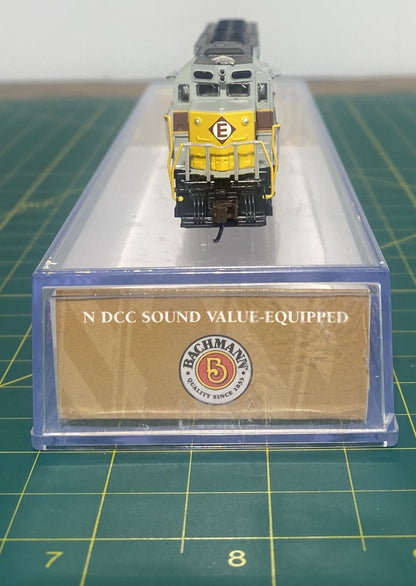 E
N DCC SOUND VALUE-EQUIPPED
BACHMANN
B
QUALITY SINCE 1833
7
8